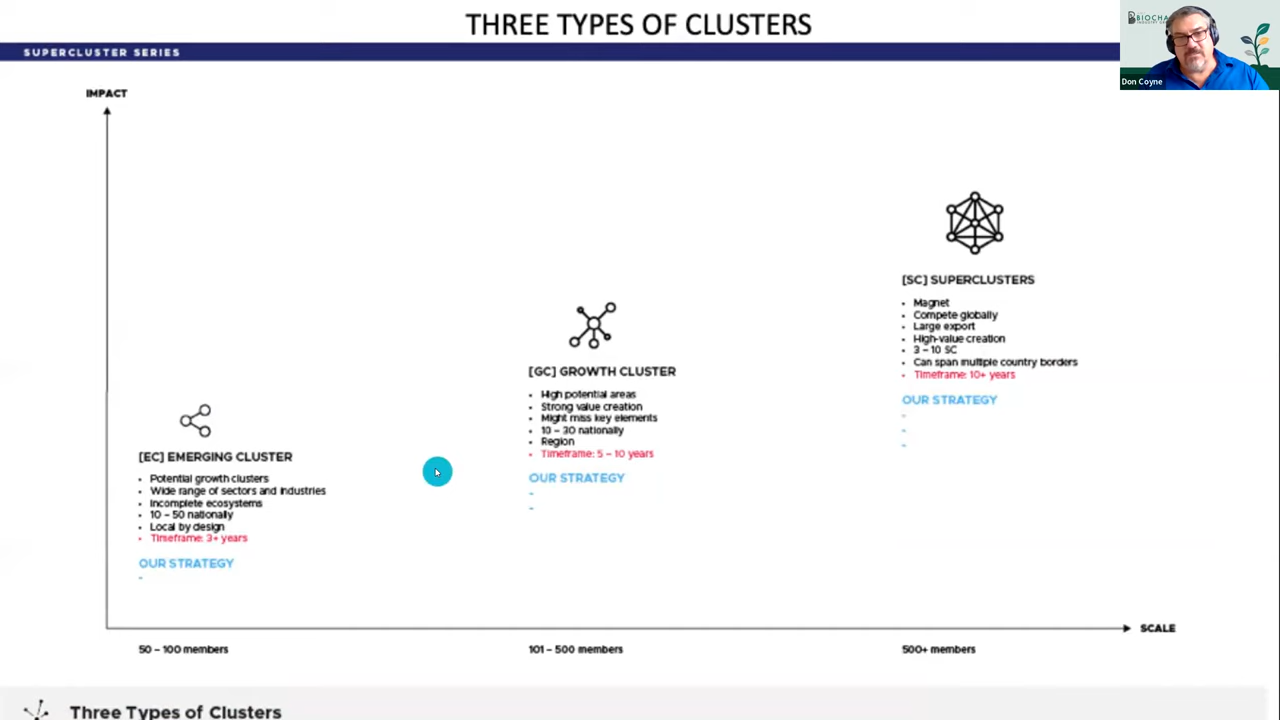 THREE TYPES OF CLUSTERS
SUPERCLUSTER SERIES
BIOCHA
INDUSTRY
Don Coyne
IMPACT
[EC] EMERGING CLUSTER
• Potential growth clusters
• Wide range of sectors and industries
• Incomplete ecosystems
• 10 – 50 nationally
• Local by design
• Timeframe: 3+ years
OUR STRATEGY
-
[GC] GROWTH CLUSTER
• High potential areas
• Strong value creation
• Might miss key elements
• 10 – 30 nationally
• Region
• Timeframe: 5 – 10 years
OUR STRATEGY
-
-
[SC] SUPERCLUSTERS
• Magnet
• Compete globally
• Large export
• High-value creation
• 3 – 10 SC
• Can span multiple country borders
• Timeframe: 10+ years
OUR STRATEGY
-
-
-
SCALE
50 – 100 members
101 – 500 members
500+ members
Three Types of Clusters